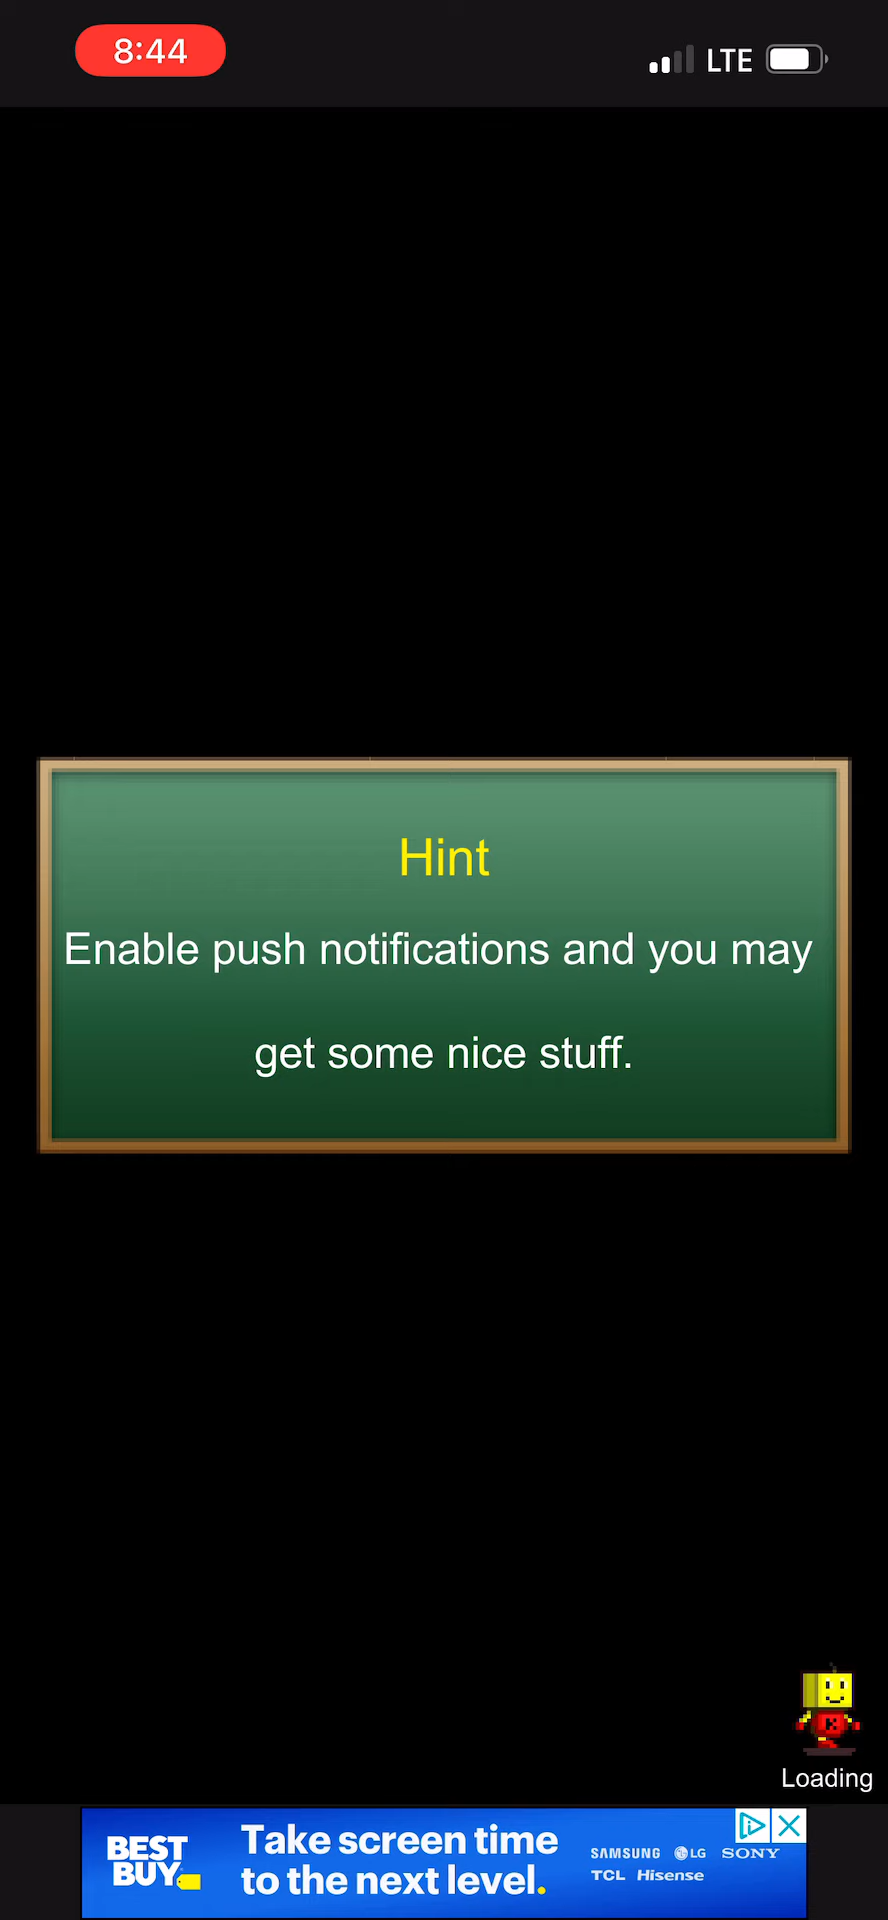 8:44
LTE
Hint
Enable push notifications and you may
get some nice stuff.
Loading
BEST
BUY
Take screen time
to the next level.
SAMSUNG LG SONY
TCL Hisense